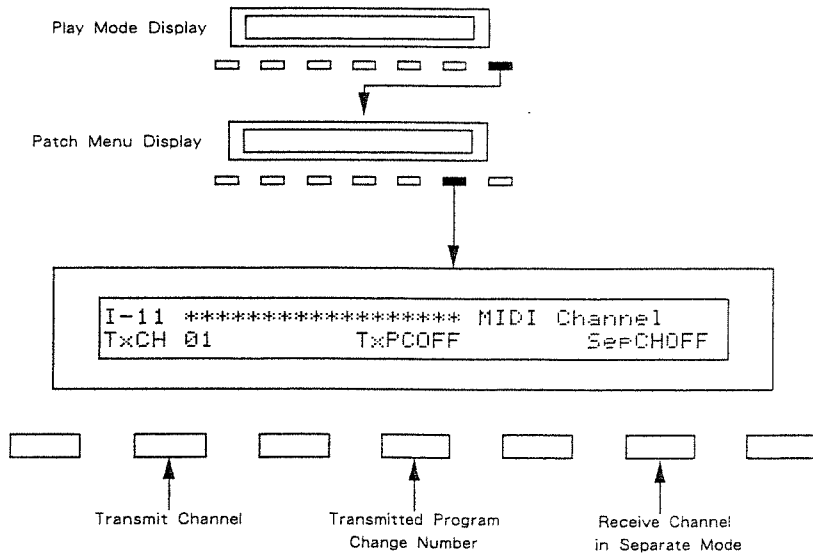 Play Mode Display
Patch Menu Display
I-11 ****************** MIDI Channel
TxCH 01 TxPCOFF SepCHOFF
Transmit Channel
Transmitted Program
Change Number
Receive Channel
in Separate Mode